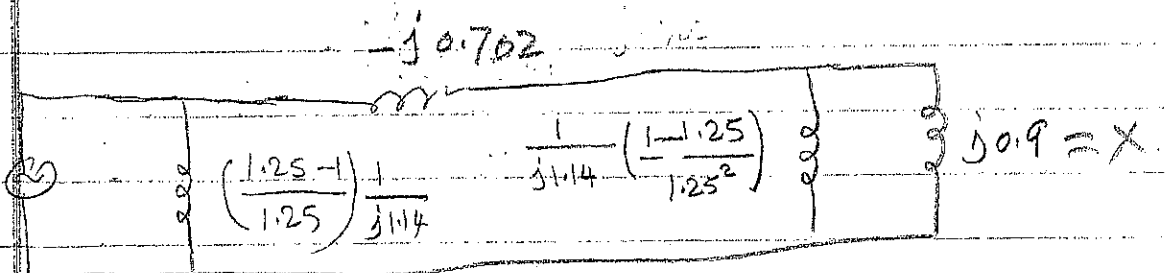 -j 0.702
(1.25-1 / 1.25) 1 / j1.14
1 / j1.14 (1-1.25 / 1.25²)
j0.9 = X